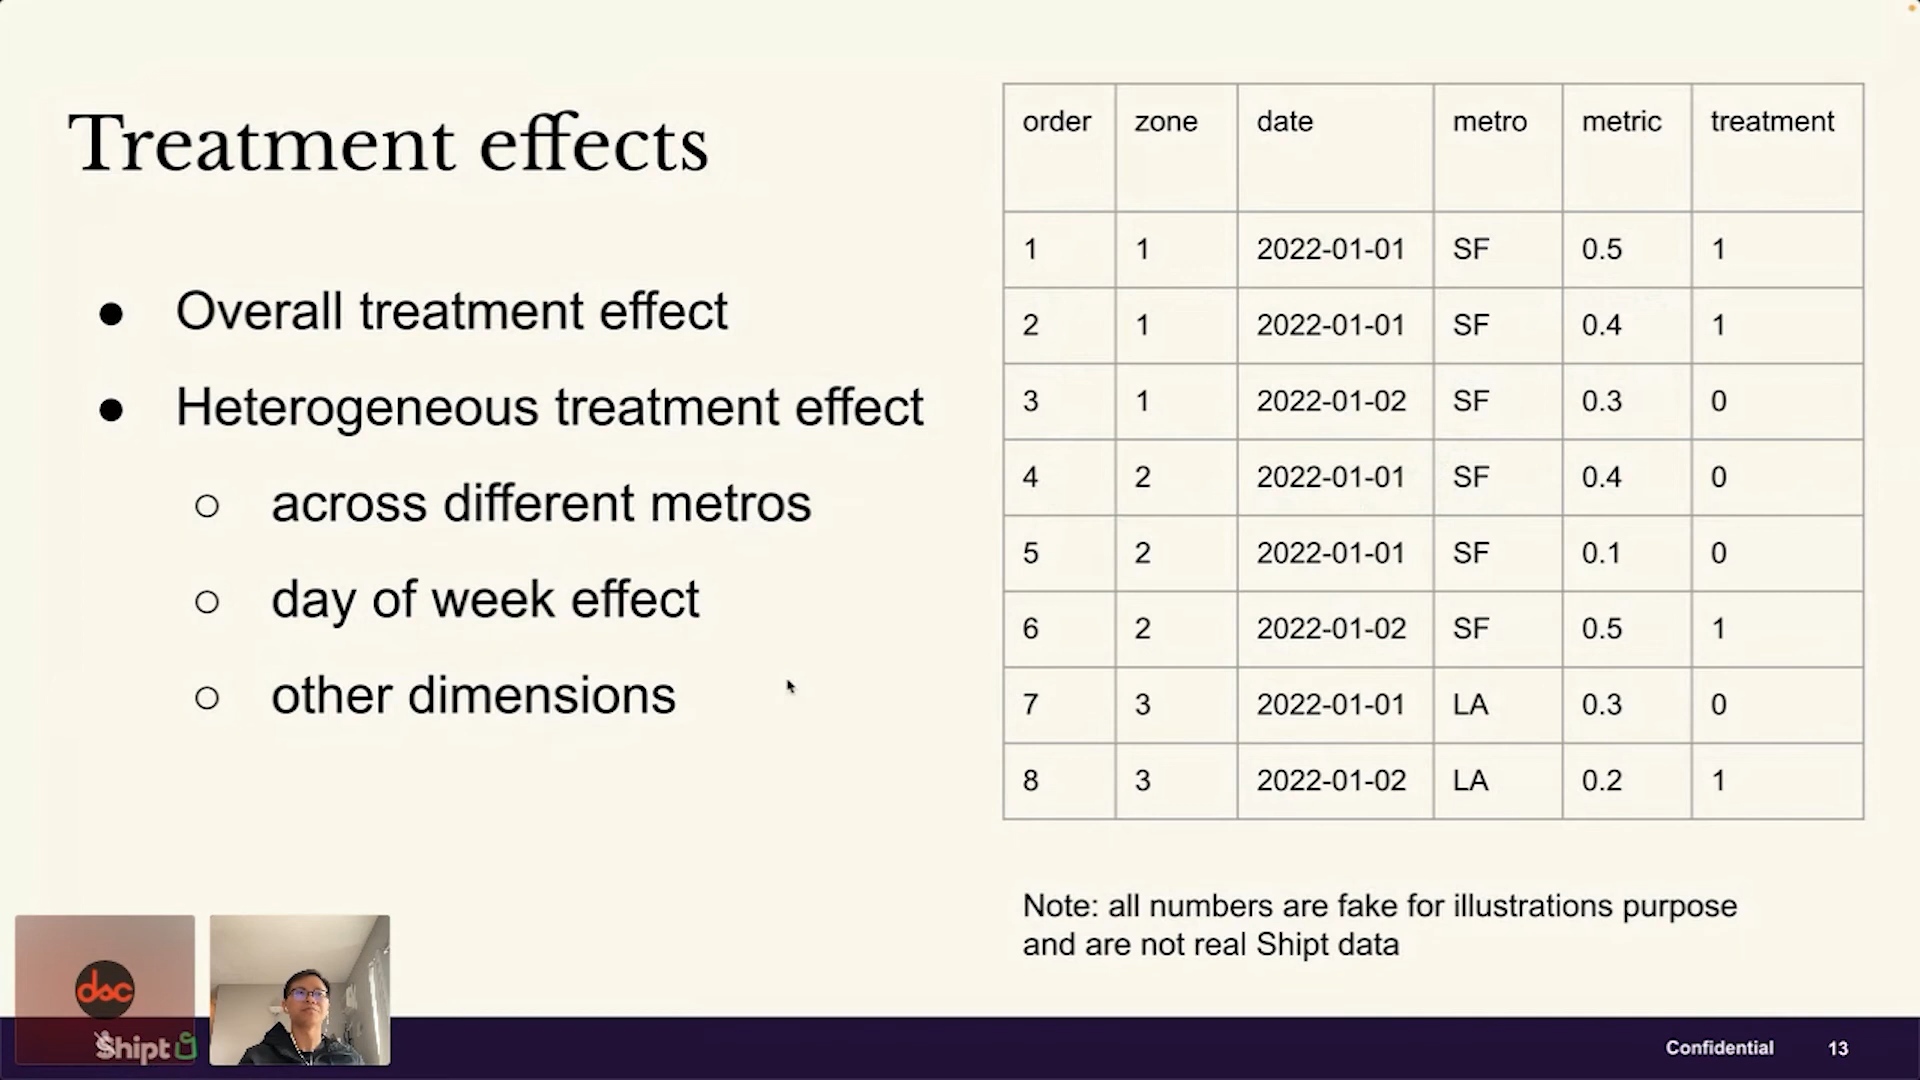 Treatment effects
● Overall treatment effect
● Heterogeneous treatment effect
○ across different metros
○ day of week effect
○ other dimensions
order zone date metro metric treatment
1 1 2022-01-01 SF 0.5 1
2 1 2022-01-01 SF 0.4 1
3 1 2022-01-02 SF 0.3 0
4 2 2022-01-01 SF 0.4 0
5 2 2022-01-01 SF 0.1 0
6 2 2022-01-02 SF 0.5 1
7 3 2022-01-01 LA 0.3 0
8 3 2022-01-02 LA 0.2 1
Note: all numbers are fake for illustrations purpose
and are not real Shipt data
dsc
Shipt
Confidential 13